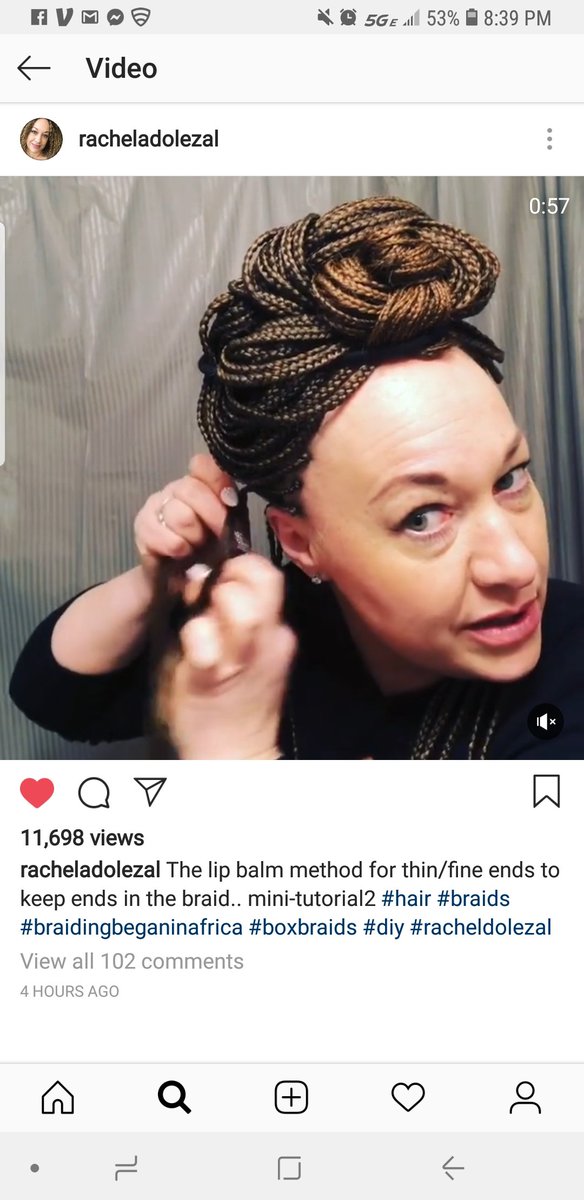 5GE 53% 8:39 PM
Video
racheladolezal
0:57
11,698 views
racheladolezal The lip balm method for thin/fine ends to
keep ends in the braid.. mini-tutorial2 #hair #braids
#braidingbeganinafrica #boxbraids #diy #racheldolezal
View all 102 comments
4 HOURS AGO